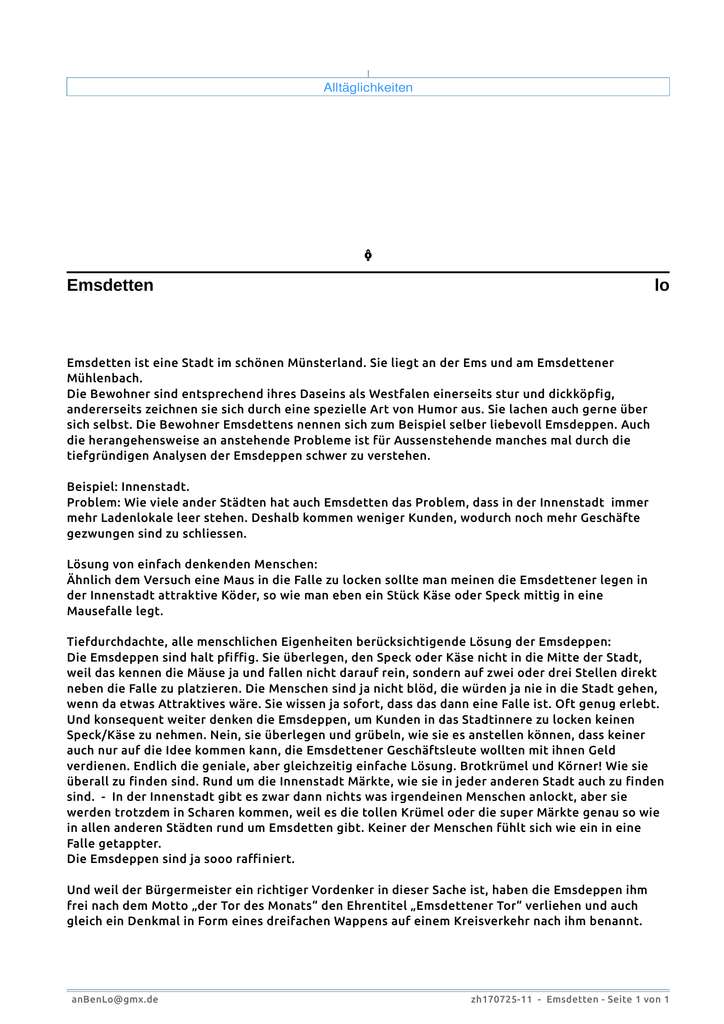 Alltäglichkeiten
Emsdetten lo
Emsdetten ist eine Stadt im schönen Münsterland. Sie liegt an der Ems und am Emsdettener
Mühlenbach.
Die Bewohner sind entsprechend ihres Daseins als Westfalen einerseits stur und dickköpfig,
andererseits zeichnen sie sich durch eine spezielle Art von Humor aus. Sie lachen auch gerne über
sich selbst. Die Bewohner Emsdettens nennen sich zum Beispiel selber liebevoll Emsdeppen. Auch
die herangehensweise an anstehende Probleme ist für Aussenstehende manches mal durch die
tiefgründigen Analysen der Emsdeppen schwer zu verstehen.
Beispiel: Innenstadt.
Problem: Wie viele ander Städten hat auch Emsdetten das Problem, dass in der Innenstadt  immer
mehr Ladenlokale leer stehen. Deshalb kommen weniger Kunden, wodurch noch mehr Geschäfte
gezwungen sind zu schliessen.
Lösung von einfach denkenden Menschen:
Ähnlich dem Versuch eine Maus in die Falle zu locken sollte man meinen die Emsdettener legen in
der Innenstadt attraktive Köder, so wie man eben ein Stück Käse oder Speck mittig in eine
Mausefalle legt.
Tiefdurchdachte, alle menschlichen Eigenheiten berücksichtigende Lösung der Emsdeppen:
Die Emsdeppen sind halt pfiffig. Sie überlegen, den Speck oder Käse nicht in die Mitte der Stadt,
weil das kennen die Mäuse ja und fallen nicht darauf rein, sondern auf zwei oder drei Stellen direkt
neben die Falle zu platzieren. Die Menschen sind ja nicht blöd, die würden ja nie in die Stadt gehen,
wenn da etwas Attraktives wäre. Sie wissen ja sofort, dass das dann eine Falle ist. Oft genug erlebt.
Und konsequent weiter denken die Emsdeppen, um Kunden in das Stadtinnere zu locken keinen
Speck/Käse zu nehmen. Nein, sie überlegen und grübeln, wie sie es anstellen können, dass keiner
auch nur auf die Idee kommen kann, die Emsdettener Geschäftsleute wollten mit ihnen Geld
verdienen. Endlich die geniale, aber gleichzeitig einfache Lösung. Brotkrümel und Körner! Wie sie
überall zu finden sind. Rund um die Innenstadt Märkte, wie sie in jeder anderen Stadt auch zu finden
sind.  -  In der Innenstadt gibt es zwar dann nichts was irgendeinen Menschen anlockt, aber sie
werden trotzdem in Scharen kommen, weil es die tollen Krümel oder die super Märkte genau so wie
in allen anderen Städten rund um Emsdetten gibt. Keiner der Menschen fühlt sich wie ein in eine
Falle getappter.
Die Emsdeppen sind ja sooo raffiniert.
Und weil der Bürgermeister ein richtiger Vordenker in dieser Sache ist, haben die Emsdeppen ihm
frei nach dem Motto „der Tor des Monats“ den Ehrentitel „Emsdettener Tor“ verliehen und auch
gleich ein Denkmal in Form eines dreifachen Wappens auf einem Kreisverkehr nach ihm benannt.
anBenLo@gmx.de zh170725-11  -  Emsdetten - Seite 1 von 1